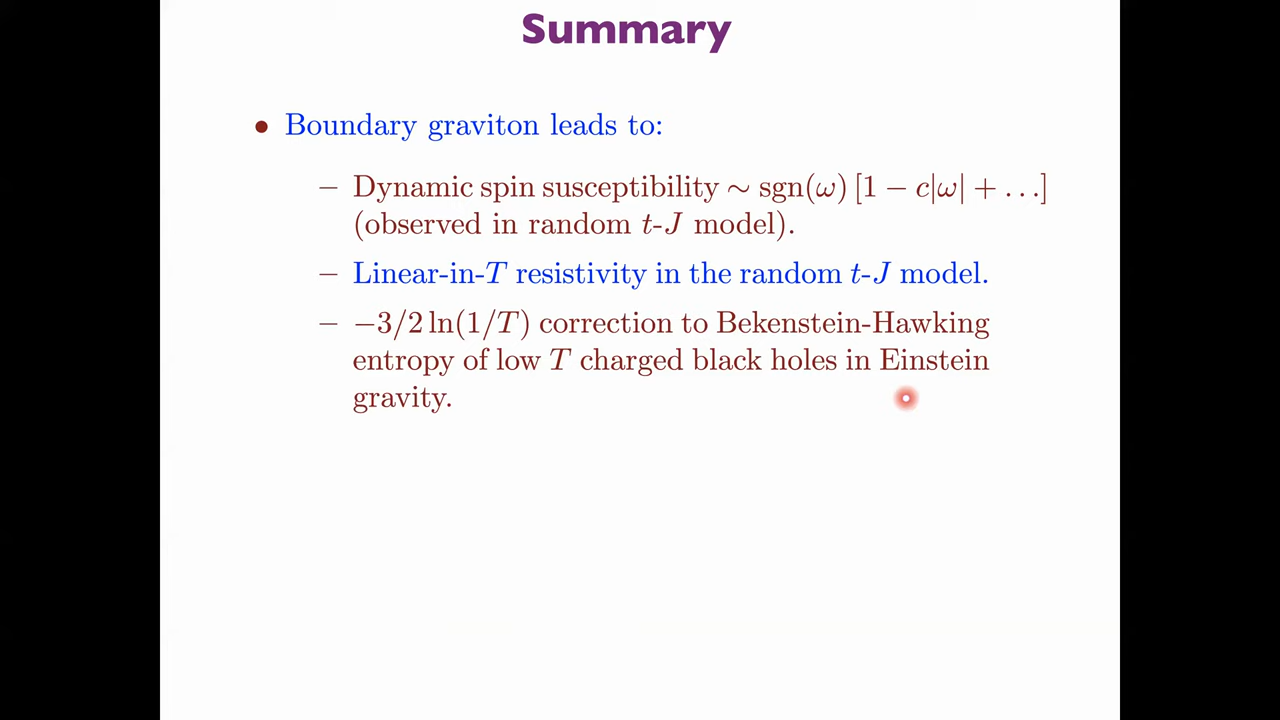 Summary
• Boundary graviton leads to:
– Dynamic spin susceptibility ∼ sgn(ω) [1 − c|ω| + …]
(observed in random t-J model).
– Linear-in-T resistivity in the random t-J model.
– −3/2 ln(1/T) correction to Bekenstein-Hawking
entropy of low T charged black holes in Einstein
gravity.